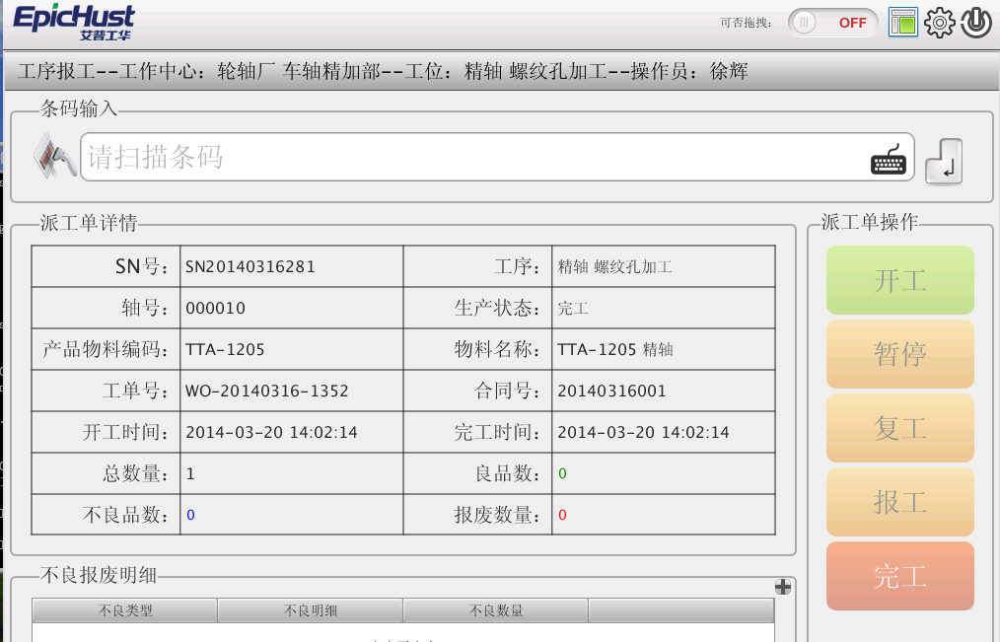 EpicHust
艾普工华
可否拖拽： OFF
工序报工--工作中心： 轮轴厂 车轴精加部--工位： 精轴 螺纹孔加工--操作员： 徐辉
条码输入
请扫描条码
派工单详情
派工单操作
SN号： SN20140316281 工序： 精轴 螺纹孔加工
开工
轴号： 000010 生产状态： 完工
产品物料编码： TTA-1205 物料名称： TTA-1205 精轴
暂停
工单号： WO-20140316-1352 合同号： 20140316001
开工时间： 2014-03-20 14:02:14 完工时间： 2014-03-20 14:02:14
复工
总数量： 1 良品数： 0
报工
不良品数： 0 报废数量： 0
完工
不良报废明细
不良类型 不良明细 不良数量